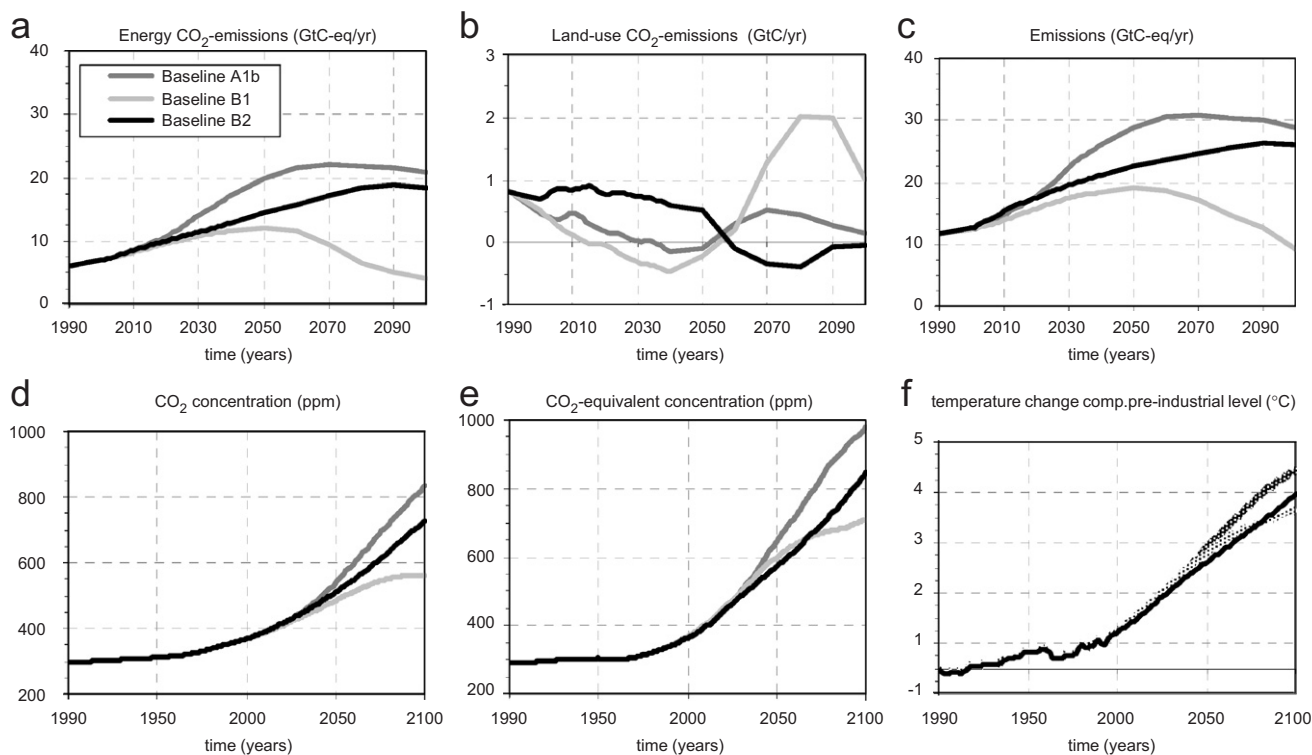 a
Energy CO2-emissions (GtC-eq/yr)
40
30
20
10
0
Baseline A1b
Baseline B1
Baseline B2
1990 2010 2030 2050 2070 2090
time (years)
b
Land-use CO2-emissions (GtC/yr)
3
2
1
0
-1
1990 2010 2030 2050 2070 2090
time (years)
c
Emissions (GtC-eq/yr)
40
30
20
10
0
1990 2010 2030 2050 2070 2090
time (years)
d
CO2 concentration (ppm)
1000
800
600
400
200
1990 1950 2000 2050 2100
time (years)
e
CO2-equivalent concentration (ppm)
1000
800
600
400
200
1990 1950 2000 2050 2100
time (years)
f
temperature change comp.pre-industrial level (°C)
5
4
3
2
1
-1
1990 1950 2000 2050 2100
time (years)